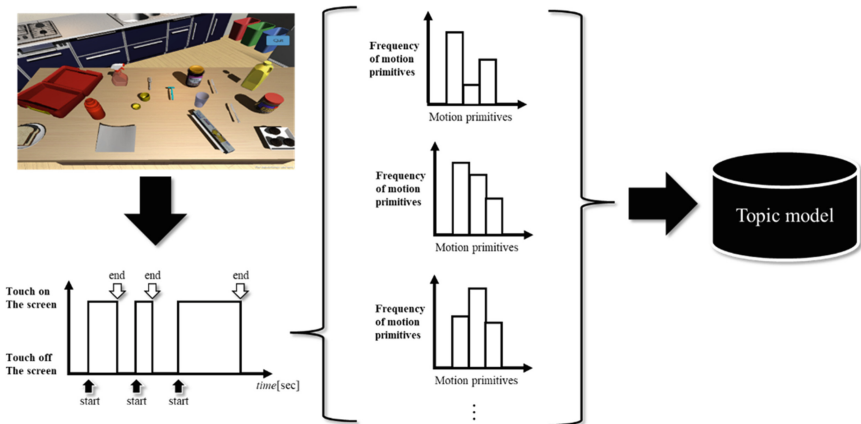 Frequency
of motion
primitives
Motion primitives
Frequency
of motion
primitives
Motion primitives
Frequency
of motion
primitives
Motion primitives
Topic model
end
end
end
Touch on
The screen
Touch off
The screen
time[sec]
start
start
start